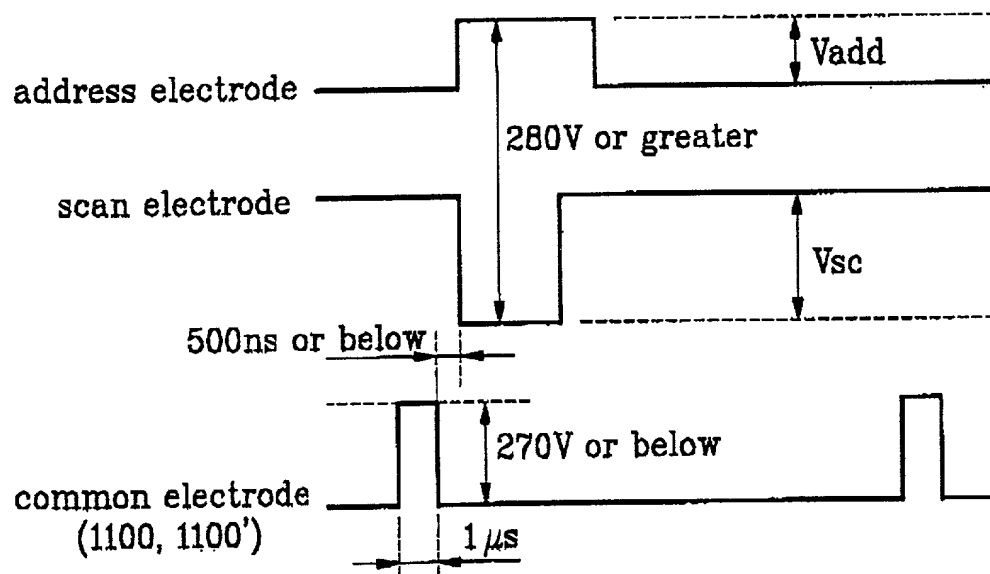 Vadd
address electrode
280V or greater
scan electrode
Vsc
500ns or below
270V or below
common electrode
(1100, 1100')
1 μs